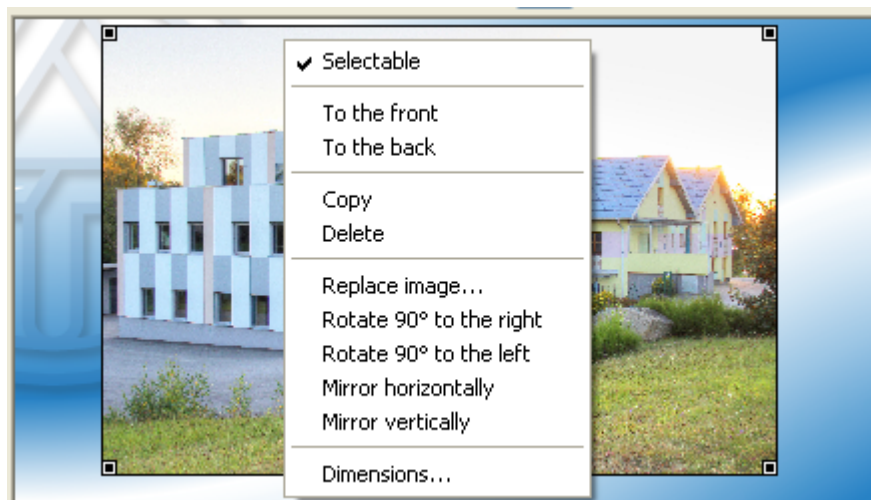 Selectable
To the front
To the back
Copy
Delete
Replace image...
Rotate 90° to the right
Rotate 90° to the left
Mirror horizontally
Mirror vertically
Dimensions...